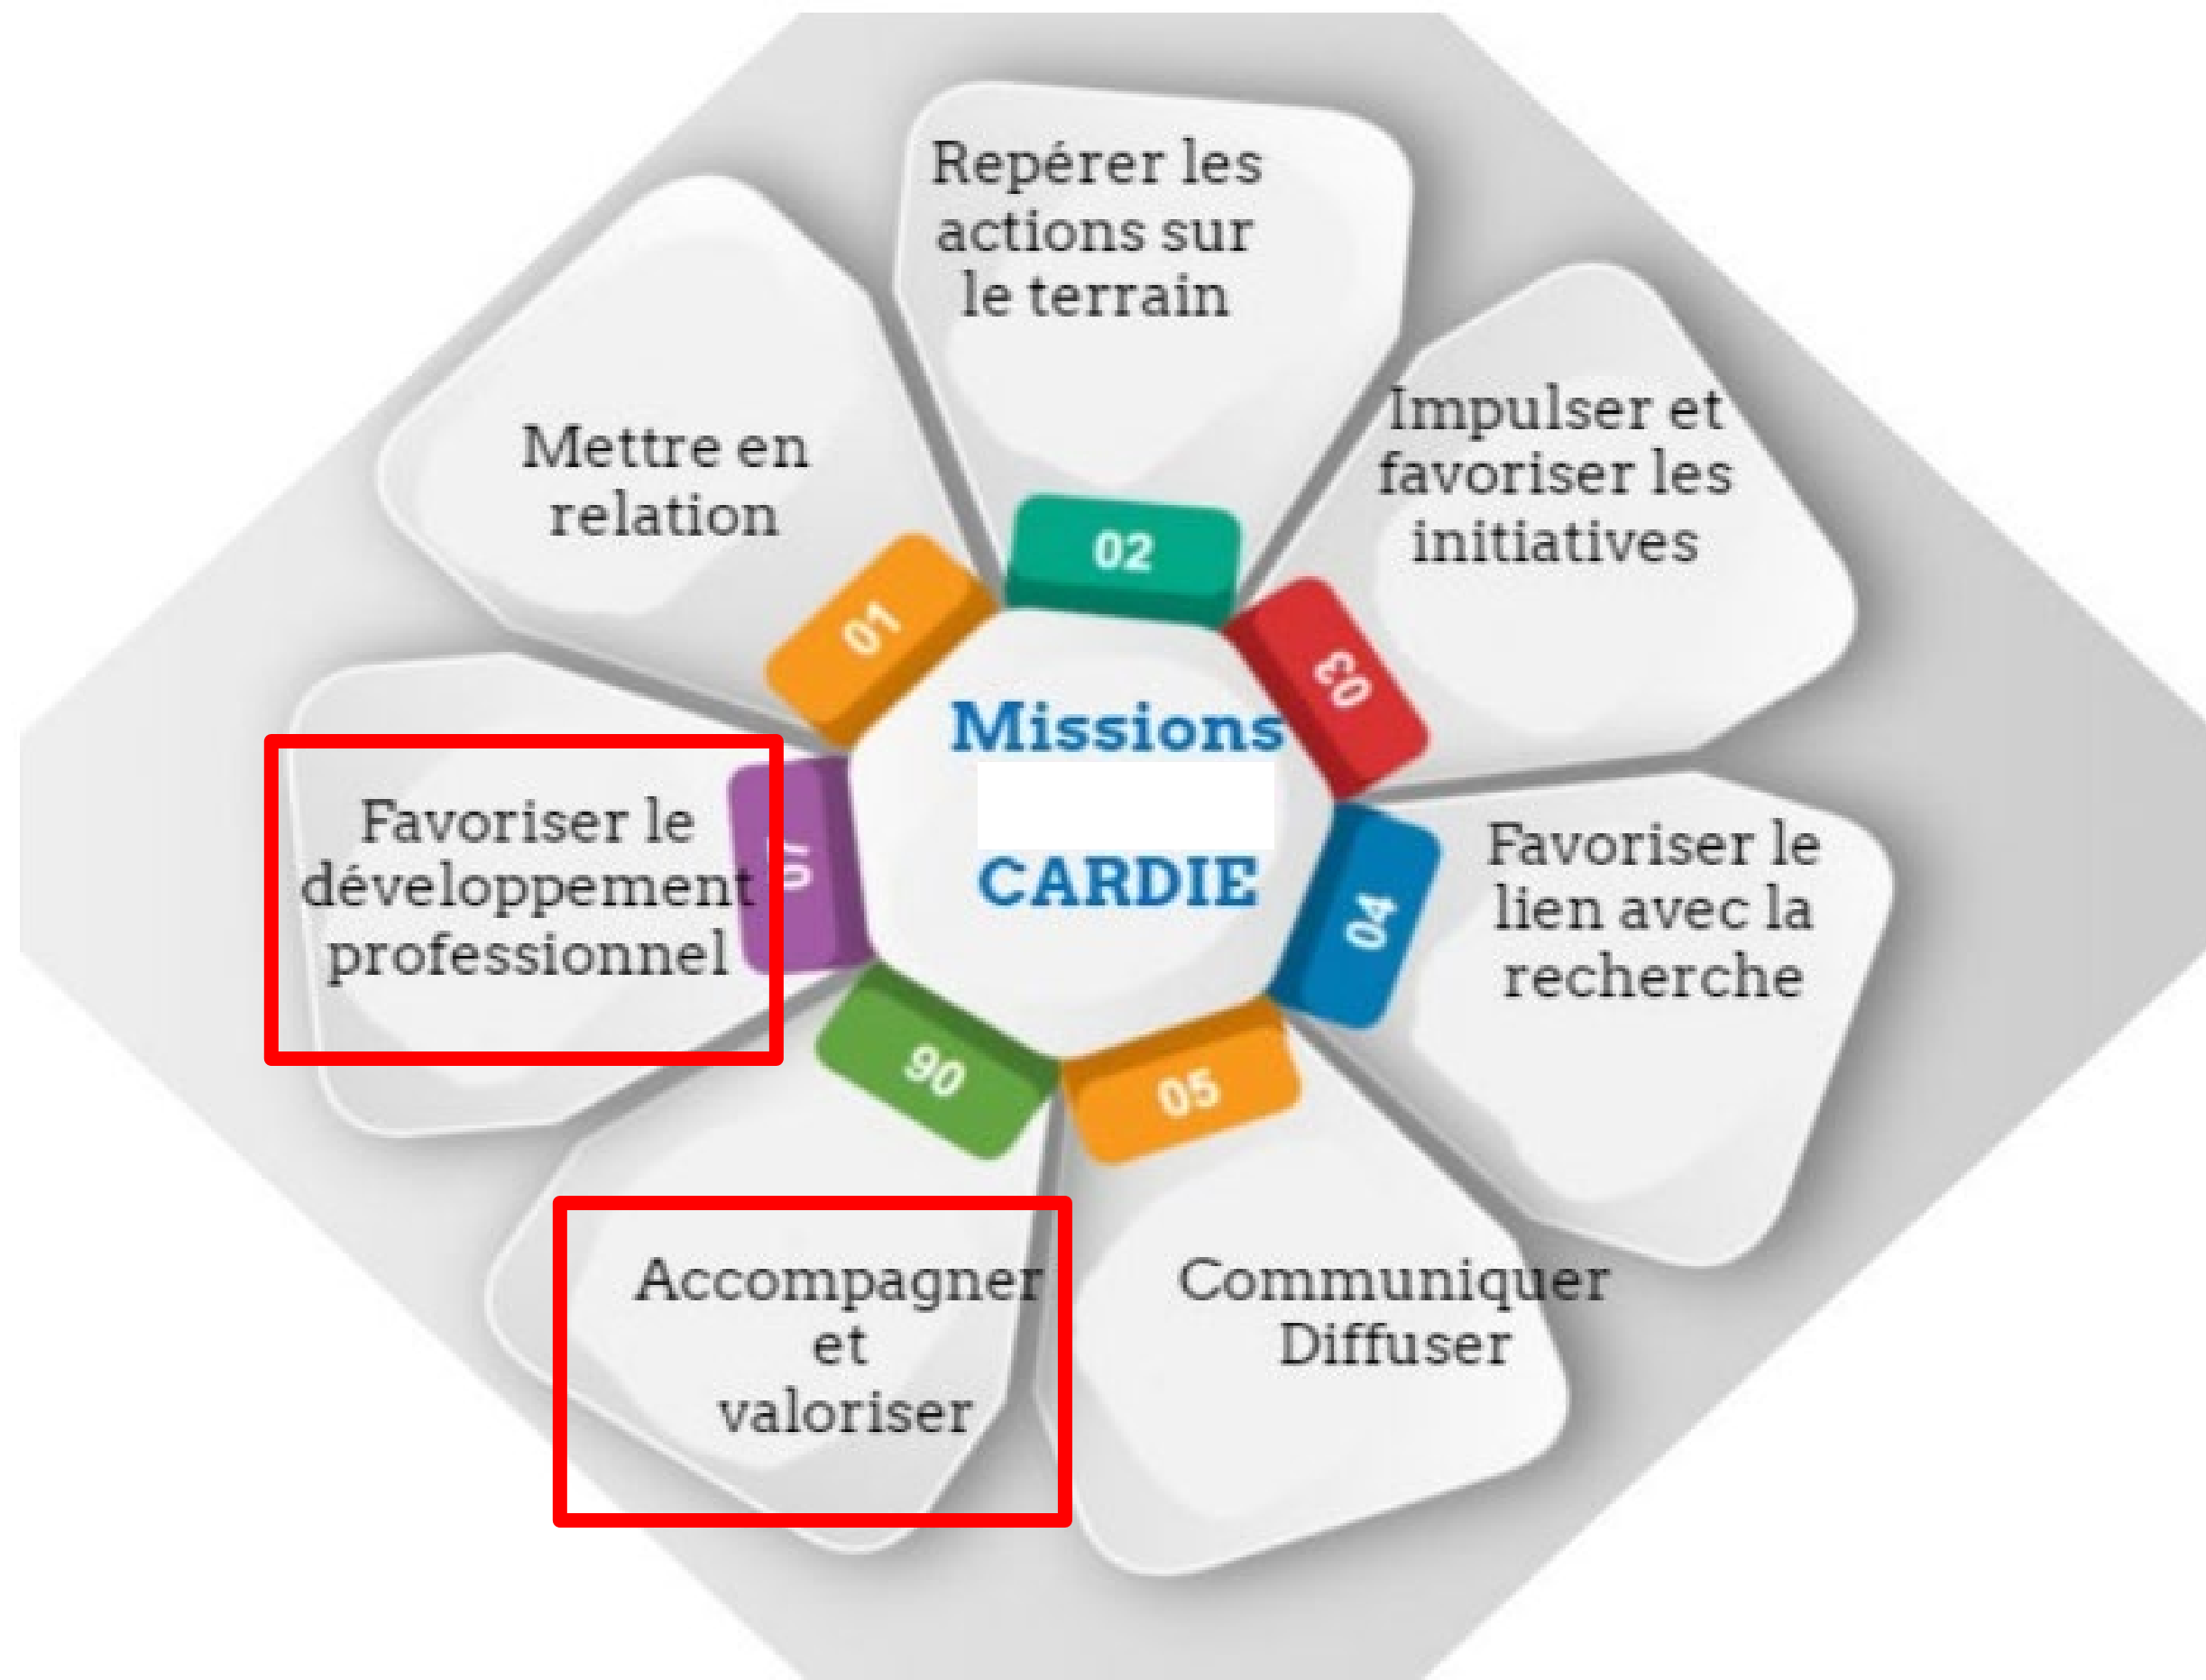 Repérer les
actions sur
le terrain
Mettre en
relation
Impulser et
favoriser les
initiatives
01
02
03
Missions
CARDIE
Favoriser le
développement
professionnel
07
04
Favoriser le
lien avec la
recherche
06
05
Accompagner
et
valoriser
Communiquer
Diffuser